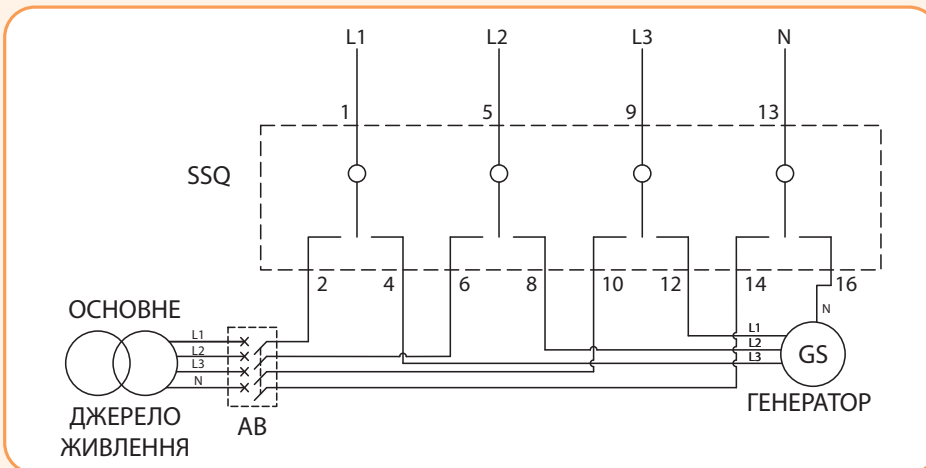 L1 L2 L3 N
1 5 9 13
SSQ
2 4 6 8 10 12 14 16
ОСНОВНЕ
ДЖЕРЕЛО
ЖИВЛЕННЯ
L1
L2
L3
N
AB
N
L1
L2
L3
GS
ГЕНЕРАТОР